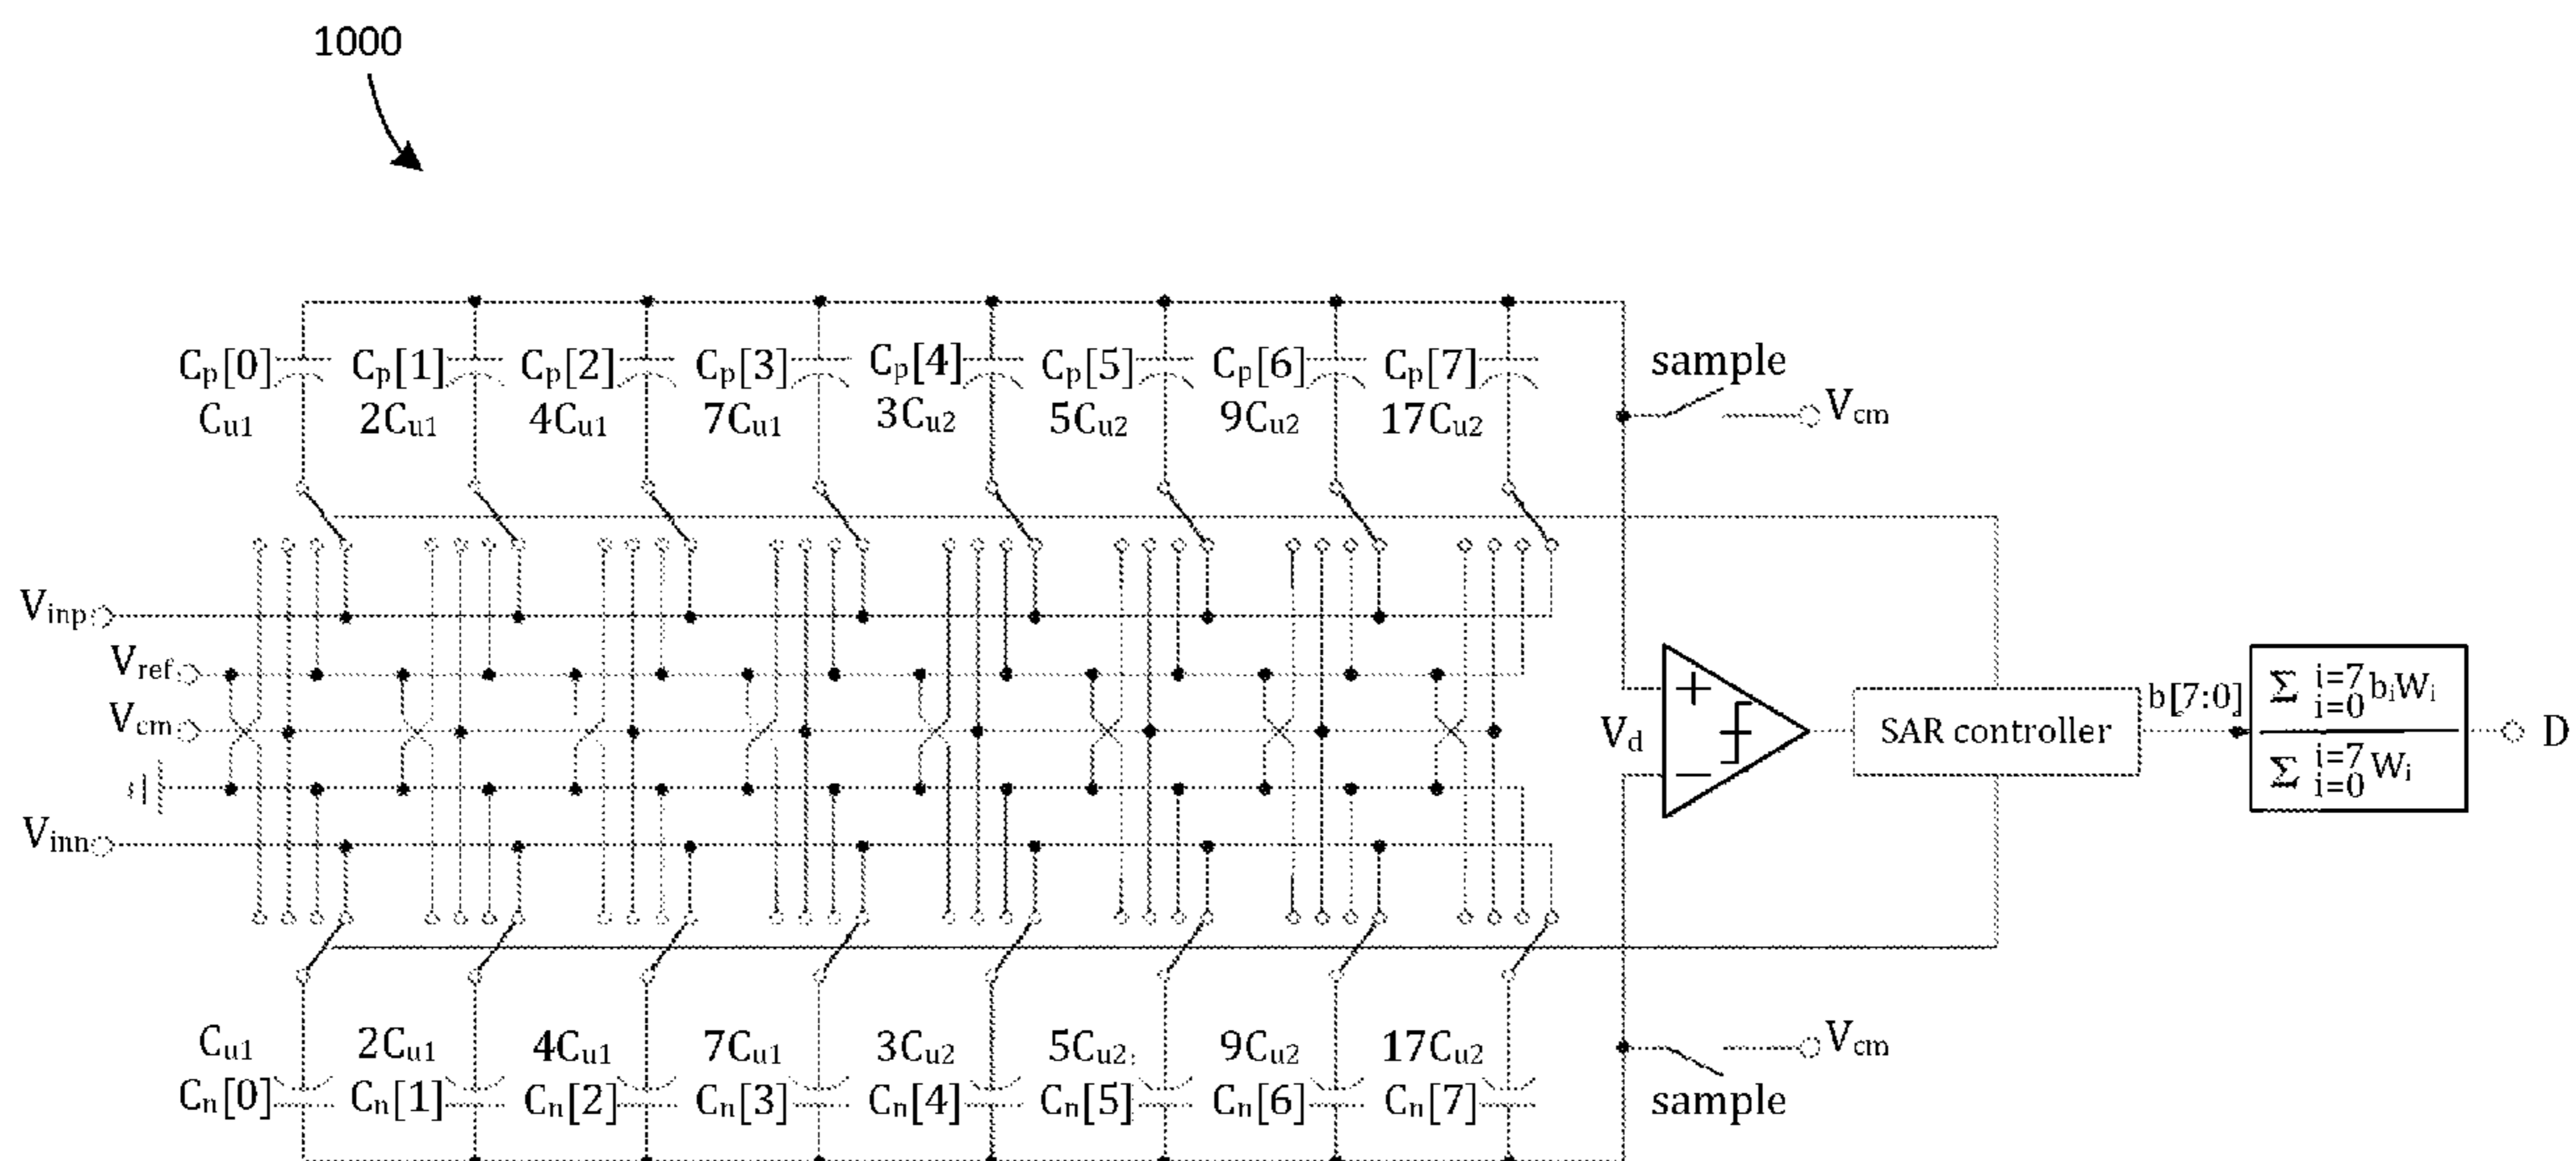 1000
Cp[0] Cp[1] Cp[2] Cp[3] Cp[4] Cp[5] Cp[6] Cp[7]
Cu1 2Cu1 4Cu1 7Cu1 3Cu2 5Cu2 9Cu2 17Cu2
sample
Vcm
Vinp
Vref
Vcm
Vinn
+
Vd
−
SAR controller
b[7:0]
Σ i=7 i=0 biWi
Σ i=7 i=0 Wi
D
Cu1 2Cu1 4Cu1 7Cu1 3Cu2 5Cu2 9Cu2 17Cu2
Cn[0] Cn[1] Cn[2] Cn[3] Cn[4] Cn[5] Cn[6] Cn[7]
Vcm
sample